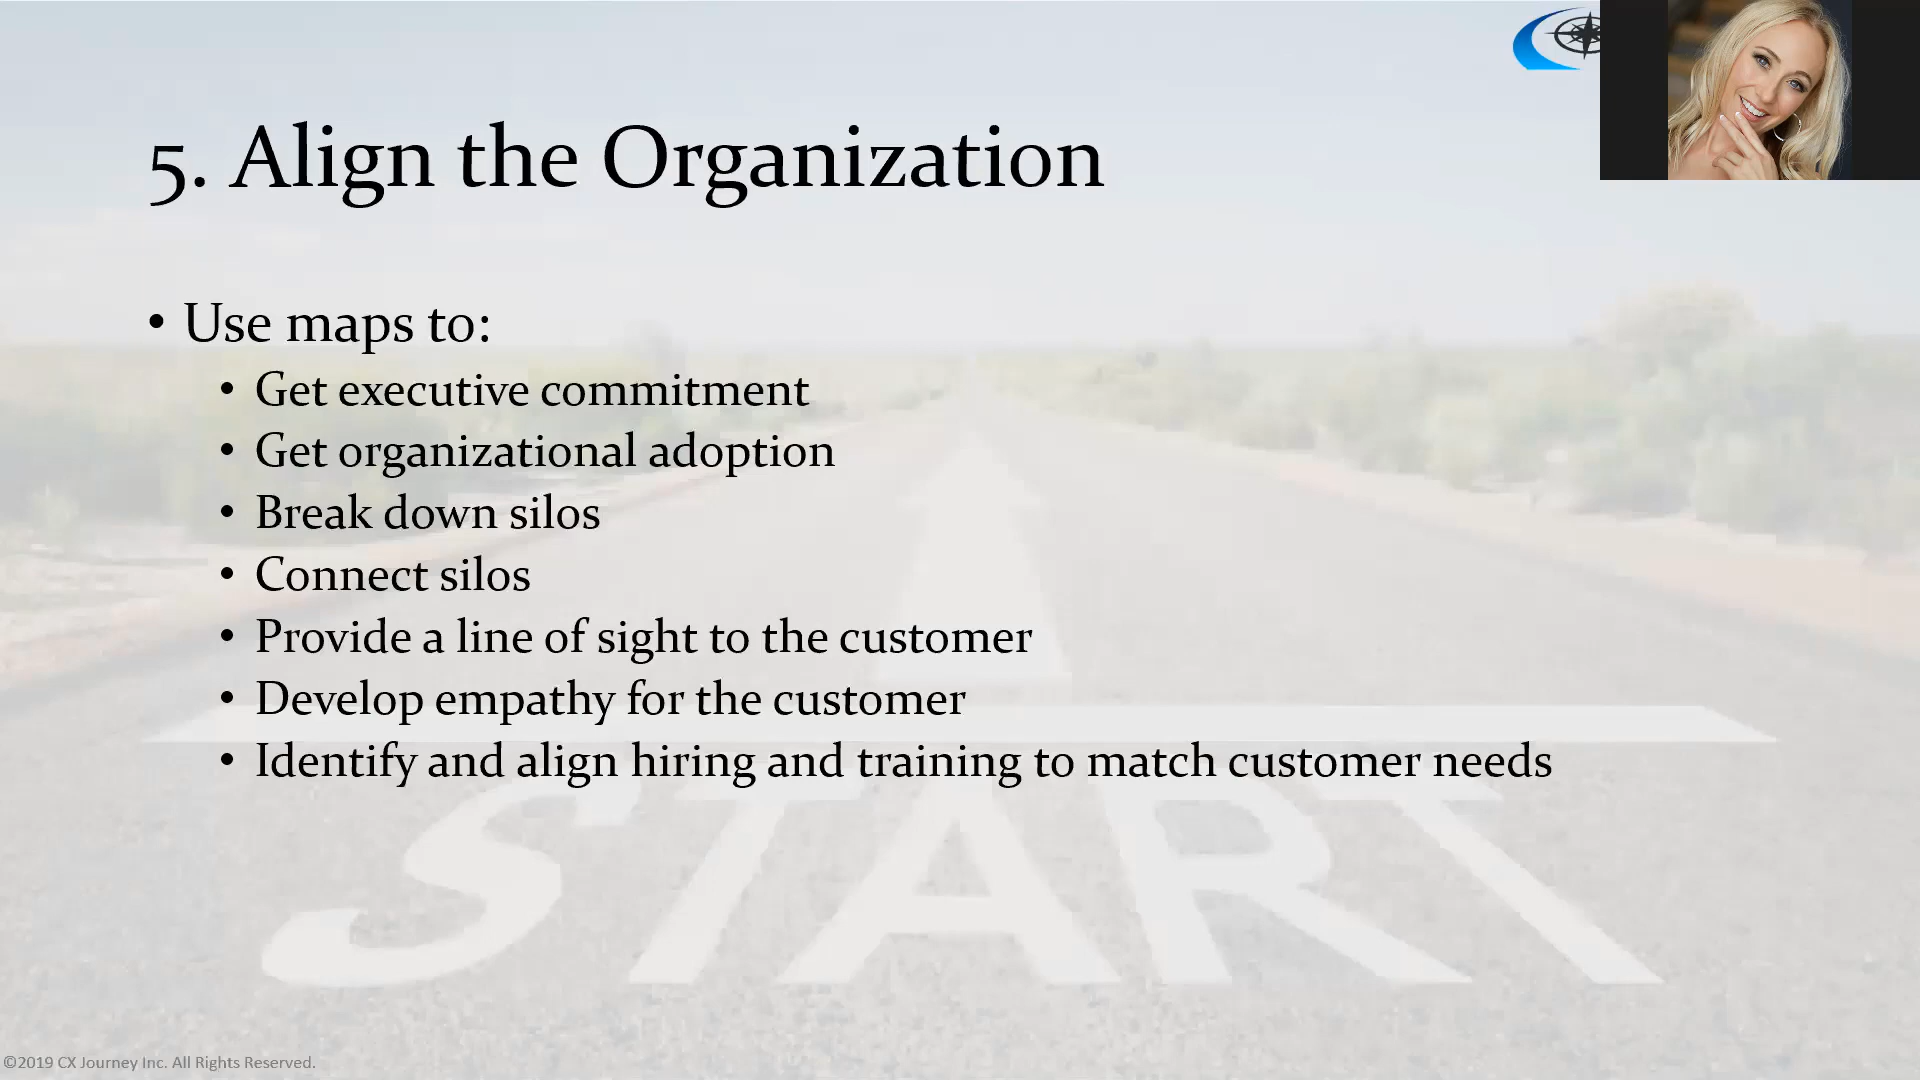 5. Align the Organization
• Use maps to:
• Get executive commitment
• Get organizational adoption
• Break down silos
• Connect silos
• Provide a line of sight to the customer
• Develop empathy for the customer
• Identify and align hiring and training to match customer needs
START
©2019 CX Journey Inc. All Rights Reserved.